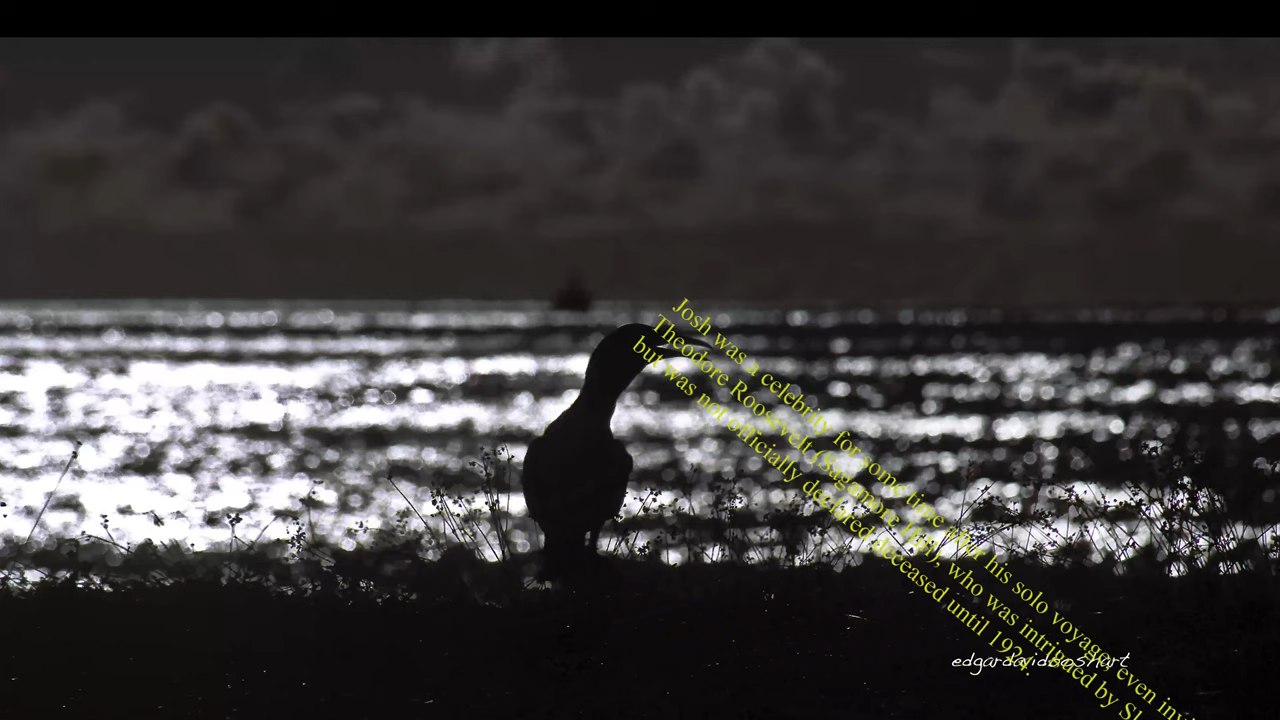 Josh was a celebrity for some time after his solo voyage, even
Theodore Roosevelt (Sagamore Hill), who was intrigued by
but was not officially declared deceased until 1924.
edgardavidboshart